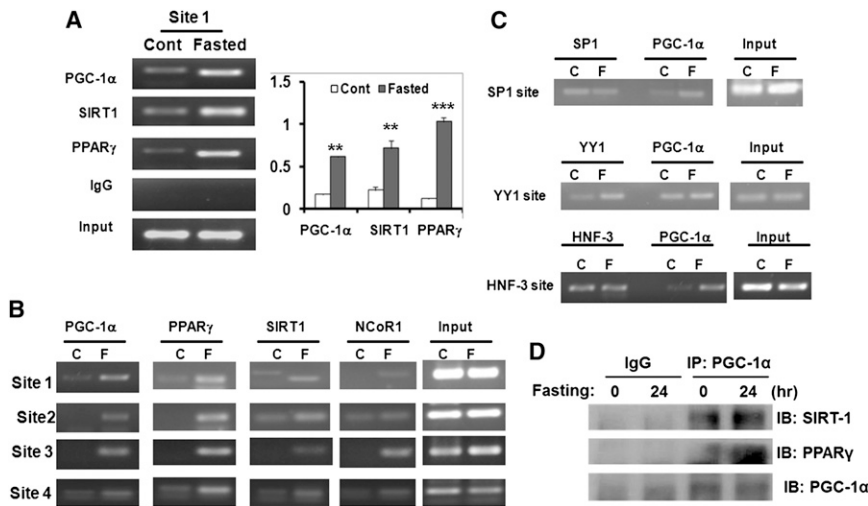 A
Site 1
Cont Fasted
PGC-1α
SIRT1
PPARγ
IgG
Input
1.5
1
0.5
0
Cont Fasted
** ** ***
PGC-1α SIRT1 PPARγ
B
PGC-1α PPARγ SIRT1 NCoR1 Input
C F C F C F C F C F
Site 1
Site2
Site 3
Site 4
C
SP1 PGC-1α Input
C F C F C F
SP1 site
YY1 PGC-1α Input
C F C F C F
YY1 site
HNF-3 PGC-1α Input
C F C F C F
HNF-3 site
D
IgG IP: PGC-1α
Fasting: 0 24 0 24 (hr)
IB: SIRT-1
IB: PPARγ
IB: PGC-1α